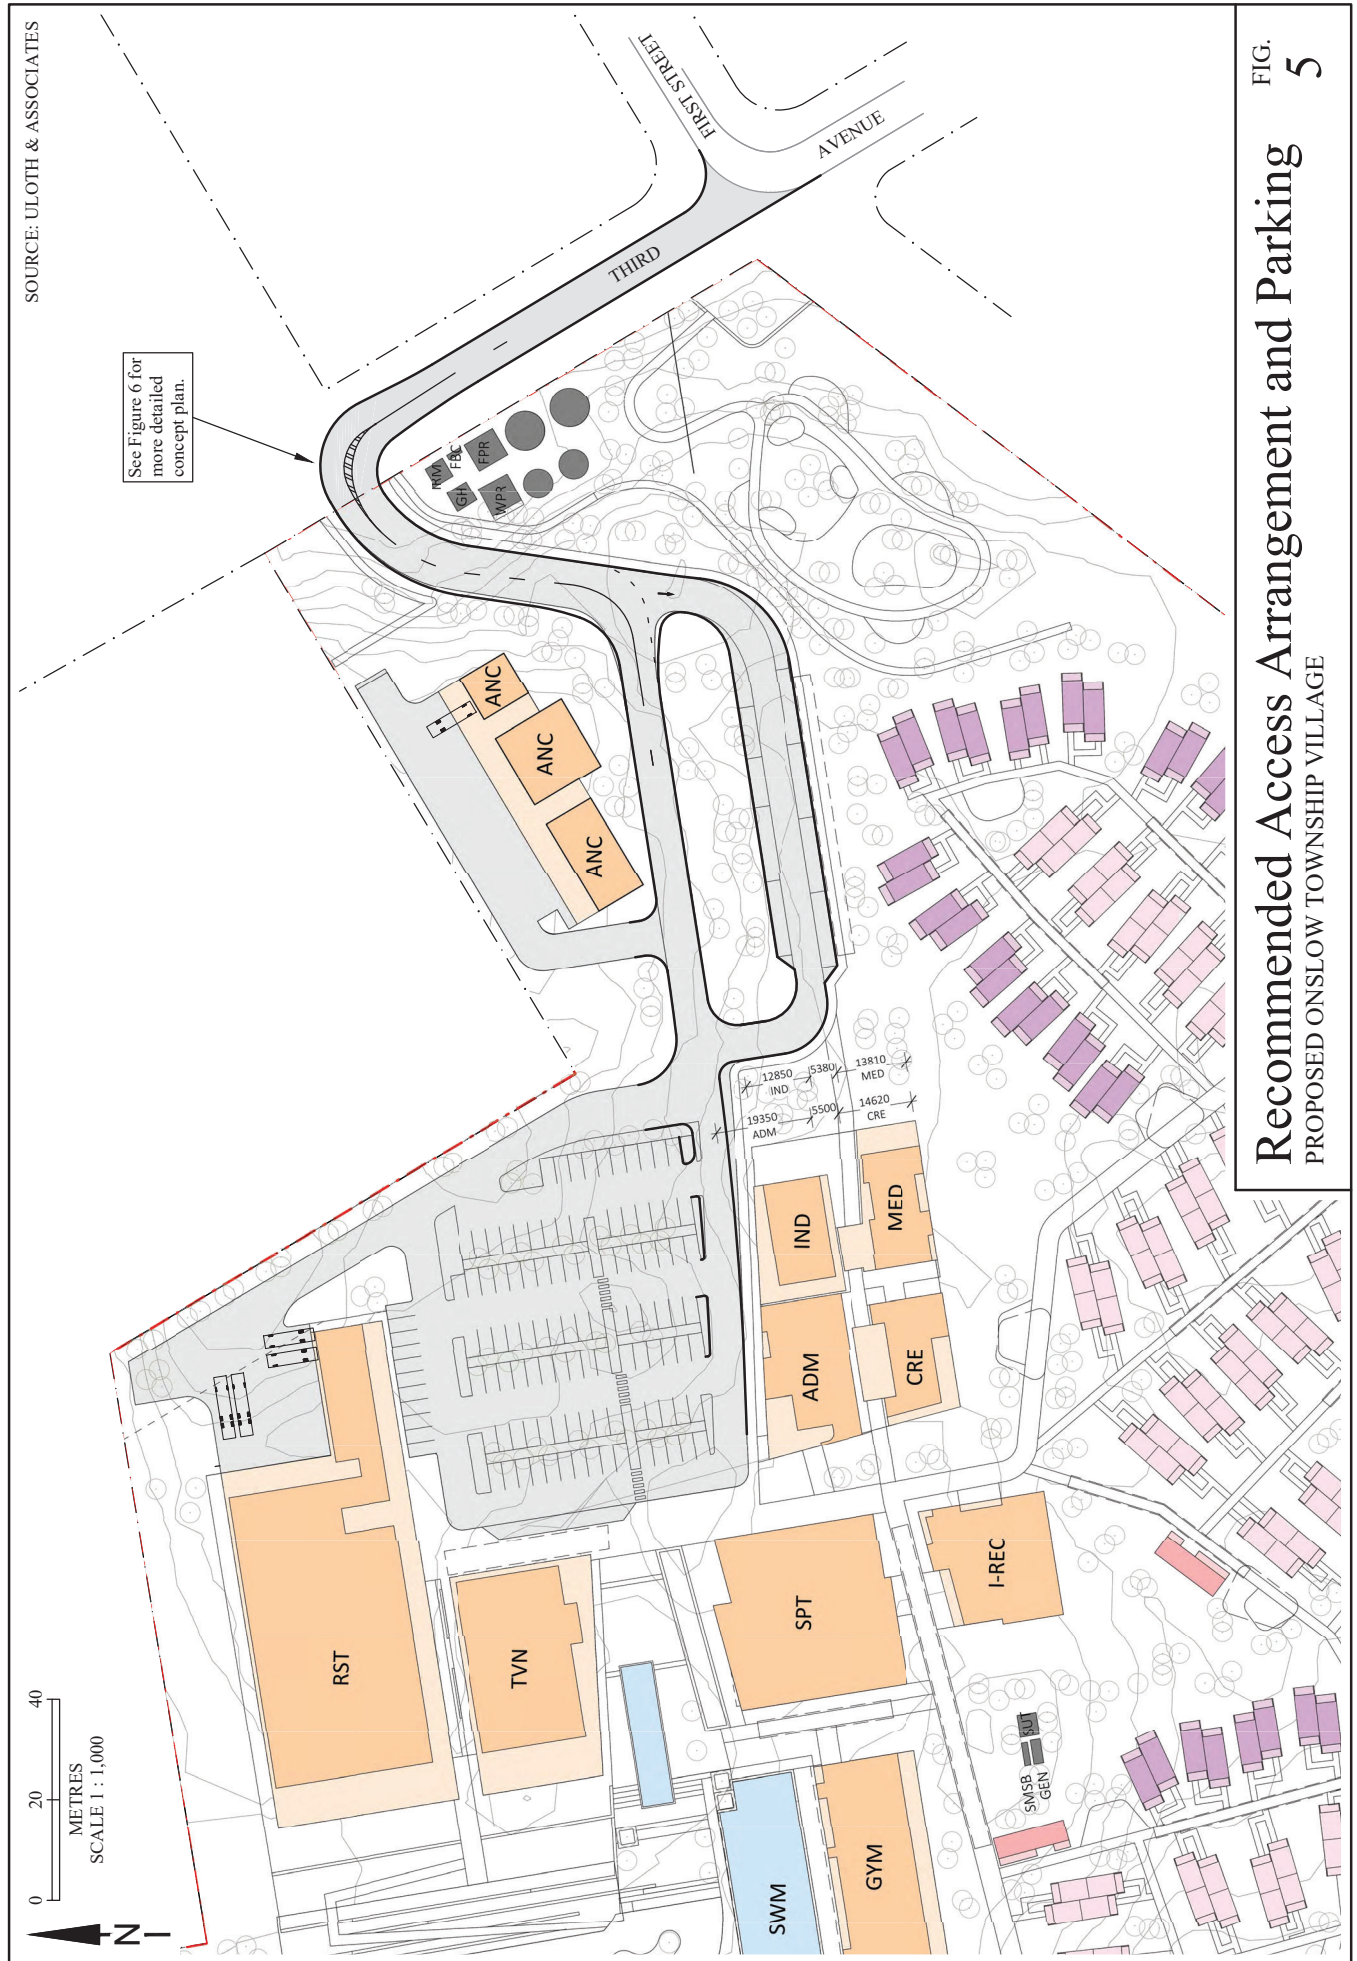 SOURCE: ULOTH & ASSOCIATES
See Figure 6 for
more detailed
concept plan.
FIRST STREET
AVENUE
THIRD
FBC
FPR
GH
WPR
ANC
ANC
ANC
12850
IND
5380
13810
MED
19350
ADM
5500
14620
CRE
IND
MED
ADM
CRE
RST
TVN
SPT
I-REC
SWM
GYM
SMSB
GEN
SUT
0
20
40
METRES
SCALE 1 : 1,000
N
Recommended Access Arrangement and Parking
PROPOSED ONSLOW TOWNSHIP VILLAGE
FIG.
5